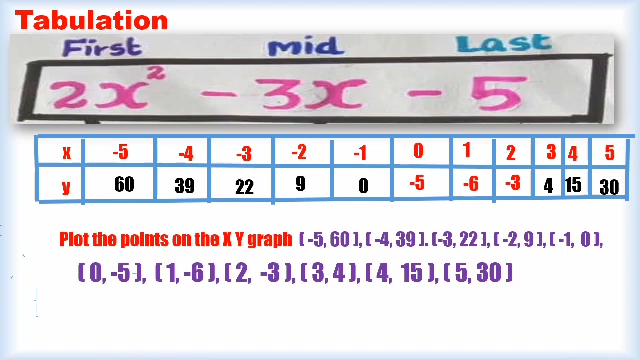 Tabulation
First Mid Last
2x² - 3x - 5
x -5 -4 -3 -2 -1 0 1 2 3 4 5
y 60 39 22 9 0 -5 -6 -3 4 15 30
Plot the points on the X Y graph ( -5, 60 ), ( -4, 39 ). (-3, 22 ), ( -2, 9 ), ( -1, 0 ),
( 0, -5 ), ( 1, -6 ), ( 2, -3 ), ( 3, 4 ), ( 4, 15 ), ( 5, 30 )